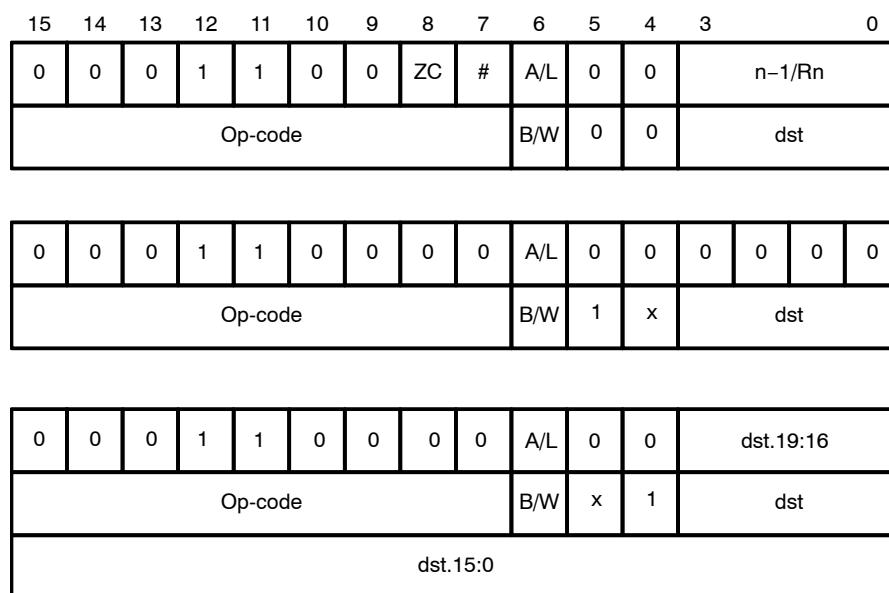 15 14 13 12 11 10 9 8 7 6 5 4 3 0
0 0 0 1 1 0 0 ZC # A/L 0 0 n−1/Rn
Op-code B/W 0 0 dst
0 0 0 1 1 0 0 0 0 A/L 0 0 0 0 0 0
Op-code B/W 1 x dst
0 0 0 1 1 0 0 0 0 A/L 0 0 dst.19:16
Op-code B/W x 1 dst
dst.15:0